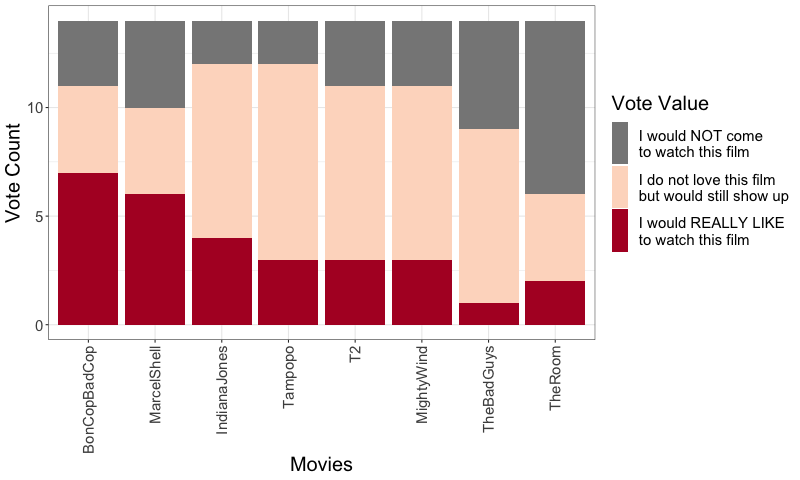 Vote Count
10
5
0
BonCopBadCop
MarcelShell
IndianaJones
Tampopo
T2
MightyWind
TheBadGuys
TheRoom
Movies
Vote Value
I would NOT come
to watch this film
I do not love this film
but would still show up
I would REALLY LIKE
to watch this film